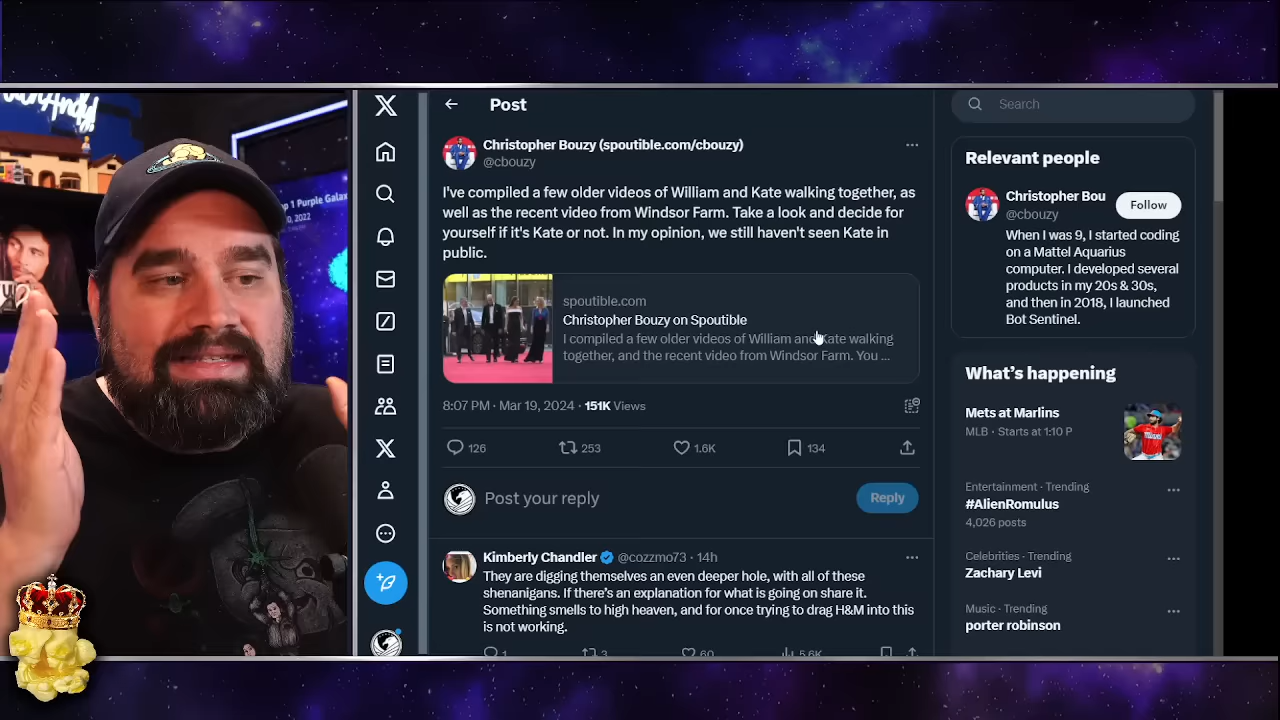 Post
Search
Christopher Bouzy (spoutible.com/cbouzy)
@cbouzy
I've compiled a few older videos of William and Kate walking together, as
well as the recent video from Windsor Farm. Take a look and decide for
yourself if it's Kate or not. In my opinion, we still haven't seen Kate in
public.
spoutible.com
Christopher Bouzy on Spoutible
I compiled a few older videos of William and Kate walking
together, and the recent video from Windsor Farm. You ...
8:07 PM · Mar 19, 2024 · 151K Views
126
253
1.6K
134
Post your reply
Reply
Kimberly Chandler @cozzmo73 · 14h
They are digging themselves an even deeper hole, with all of these
shenanigans. If there's an explanation for what is going on share it.
Something smells to high heaven, and for once trying to drag H&M into this
is not working.
1
3
60
5.6K
Relevant people
Christopher Bou
@cbouzy
Follow
When I was 9, I started coding
on a Mattel Aquarius
computer. I developed several
products in my 20s & 30s,
and then in 2018, I launched
Bot Sentinel.
What's happening
Mets at Marlins
MLB · Starts at 1:10 P
Entertainment · Trending
#AlienRomulus
4,026 posts
Celebrities · Trending
Zachary Levi
Music · Trending
porter robinson